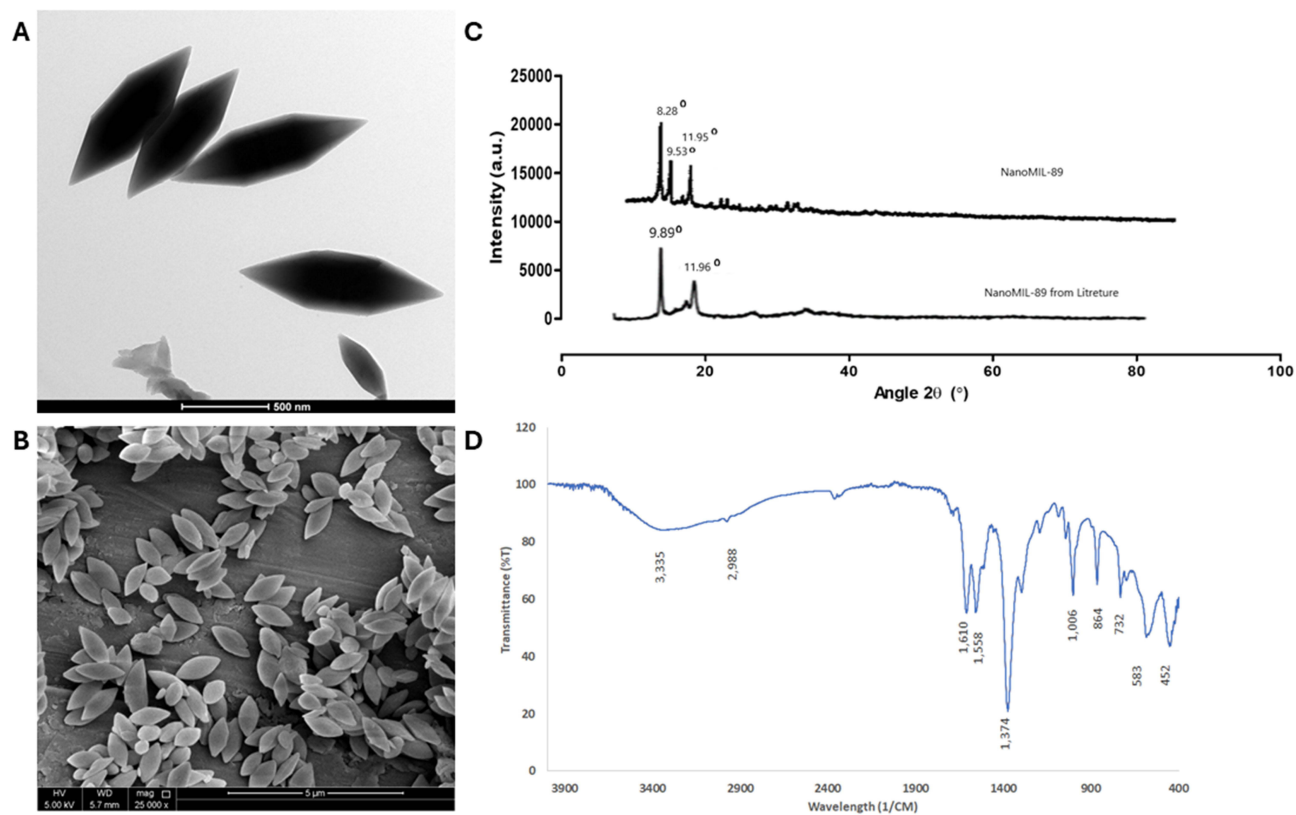 A
500 nm
B
HV WD mag
5.00 kV 5.7 mm 25 000 x
5 µm
C
25000
20000
15000
10000
5000
0
Intensity (a.u.)
8.28 o
9.53 o
11.95 o
NanoMIL-89
9.89 o
11.96 o
NanoMIL-89 from Litreture
0 20 40 60 80 100
Angle 2θ (°)
D
120
100
80
60
40
20
0
Transmittance (%T)
3,335
2,988
1,610
1,558
1,374
1,006
864
732
583
452
3900 3400 2900 2400 1900 1400 900 400
Wavelength (1/CM)